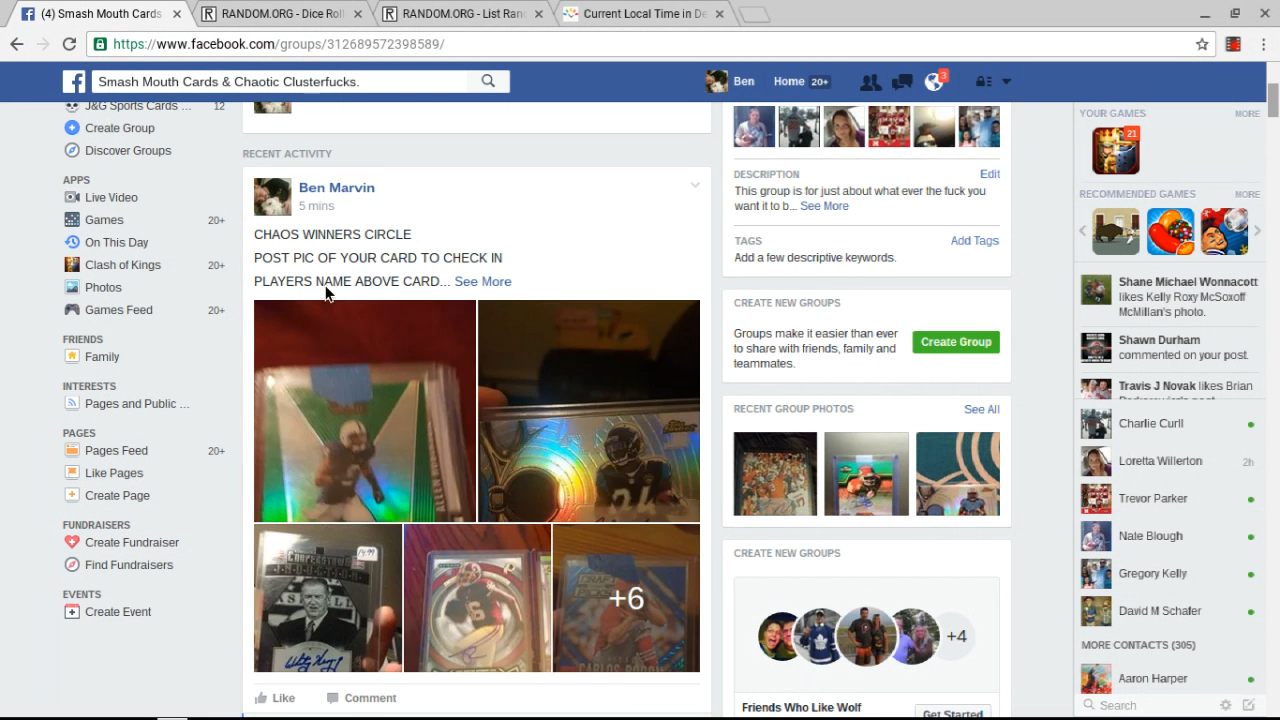 (4) Smash Mouth Cards
RANDOM.ORG - Dice Roll
RANDOM.ORG - List Ran
Current Local Time in De
https://www.facebook.com/groups/312689572398589/
Smash Mouth Cards & Chaotic Clusterfucks.
Ben
Home 20+
3
J&G Sports Cards ... 12
Create Group
Discover Groups
APPS
Live Video
Games 20+
On This Day
Clash of Kings 20+
Photos
Games Feed 20+
FRIENDS
Family
INTERESTS
Pages and Public ...
PAGES
Pages Feed 20+
Like Pages
Create Page
FUNDRAISERS
Create Fundraiser
Find Fundraisers
EVENTS
Create Event
RECENT ACTIVITY
Ben Marvin
5 mins
CHAOS WINNERS CIRCLE
POST PIC OF YOUR CARD TO CHECK IN
PLAYERS NAME ABOVE CARD... See More
+6
Like Comment
DESCRIPTION Edit
This group is for just about what ever the fuck you
want it to b... See More
TAGS Add Tags
Add a few descriptive keywords.
CREATE NEW GROUPS
Groups make it easier than ever
to share with friends, family and
teammates.
Create Group
RECENT GROUP PHOTOS See All
CREATE NEW GROUPS
+4
Friends Who Like Wolf
Get Started
YOUR GAMES MORE
21
RECOMMENDED GAMES MORE
Shane Michael Wonnacott
likes Kelly Roxy McSoxoff
McMillan's photo.
Shawn Durham
commented on your post.
Travis J Novak likes Brian
Charlie Curll
Loretta Willerton 2h
Trevor Parker
Nate Blough
Gregory Kelly
David M Schafer
MORE CONTACTS (305)
Aaron Harper
Search